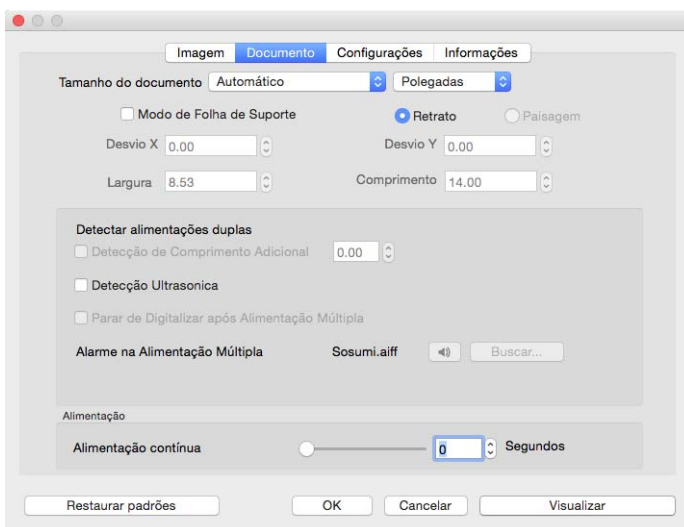 Imagem Documento Configurações Informações
Tamanho do documento Automático Polegadas
Modo de Folha de Suporte Retrato Paisagem
Desvio X 0.00 Desvio Y 0.00
Largura 8.53 Comprimento 14.00
Detectar alimentações duplas
Detecção de Comprimento Adicional 0.00
Detecção Ultrasonica
Parar de Digitalizar após Alimentação Múltipla
Alarme na Alimentação Múltipla Sosumi.aiff Buscar...
Alimentação
Alimentação contínua 0 Segundos
Restaurar padrões OK Cancelar Visualizar